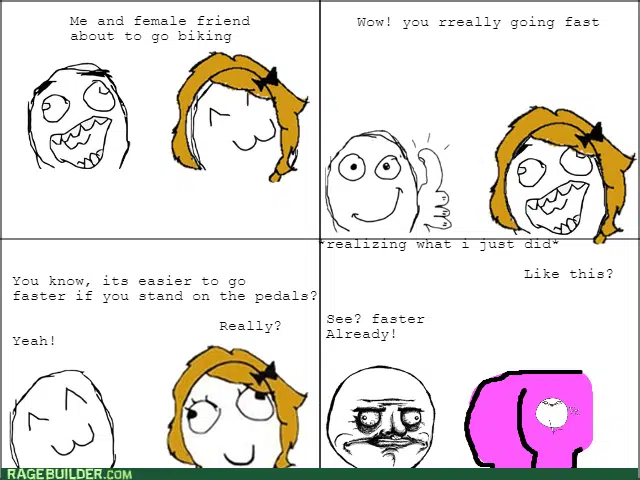 Me and female friend
about to go biking
Wow! you rreally going fast
You know, its easier to go
faster if you stand on the pedals?
Really?
Yeah!
*realizing what i just did*
Like this?
See? faster
Already!
RAGEBUILDER.COM